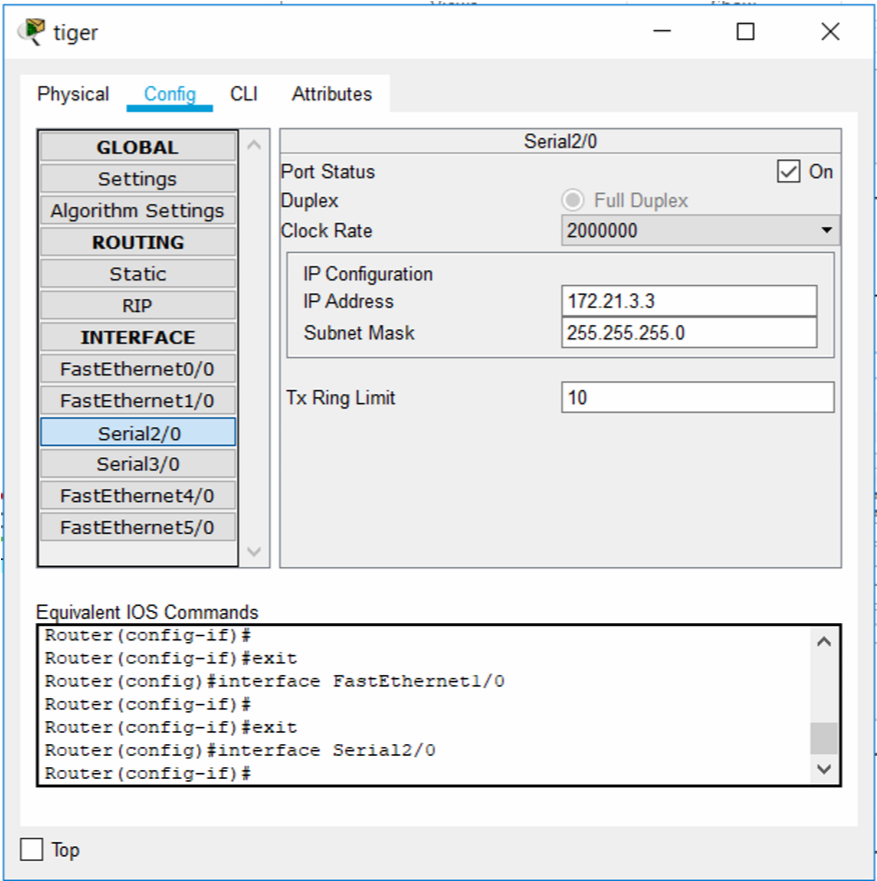 tiger
Physical Config CLI Attributes
GLOBAL
Settings
Algorithm Settings
ROUTING
Static
RIP
INTERFACE
FastEthernet0/0
FastEthernet1/0
Serial2/0
Serial3/0
FastEthernet4/0
FastEthernet5/0
Serial2/0
Port Status On
Duplex Full Duplex
Clock Rate 2000000
IP Configuration
IP Address 172.21.3.3
Subnet Mask 255.255.255.0
Tx Ring Limit 10
Equivalent IOS Commands
Router(config-if)#
Router(config-if)#exit
Router(config)#interface FastEthernet1/0
Router(config-if)#
Router(config-if)#exit
Router(config)#interface Serial2/0
Router(config-if)#
Top